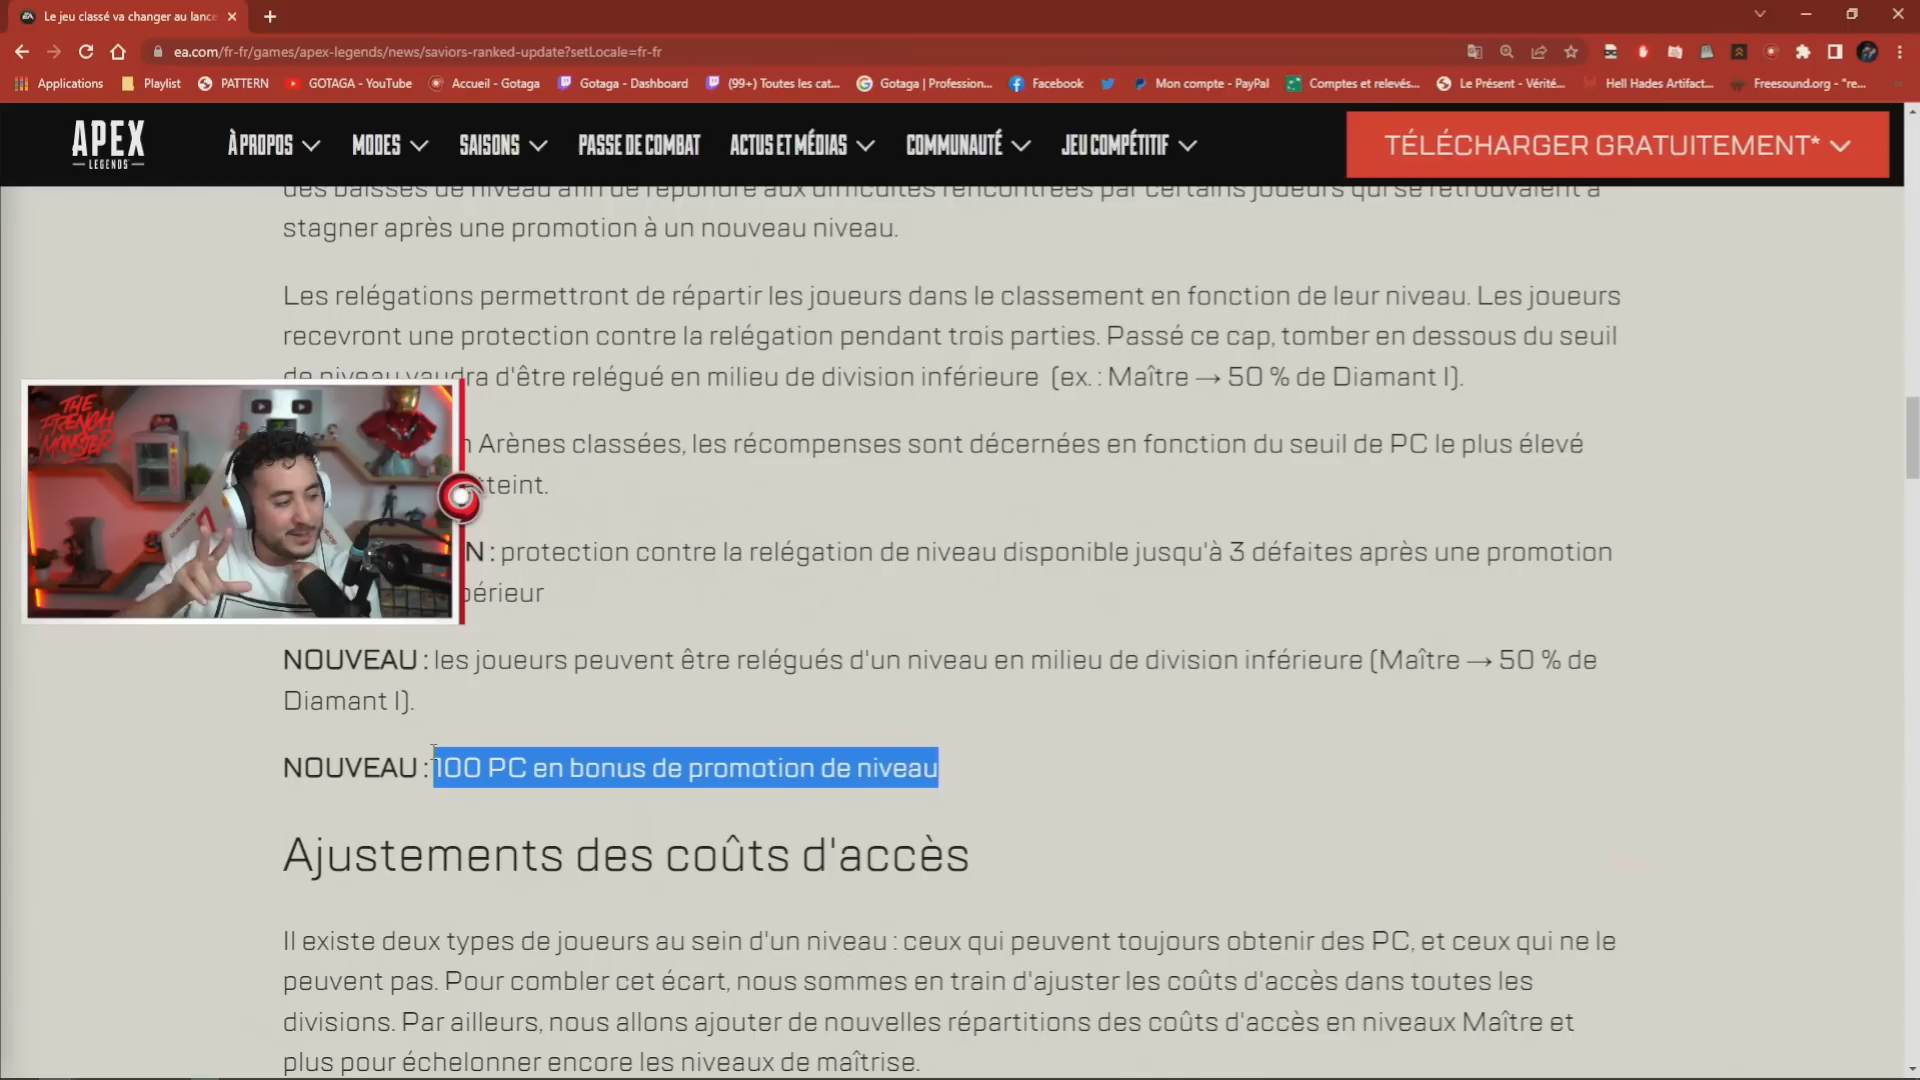 Le jeu classé va changer au lance
ea.com/fr-fr/games/apex-legends/news/saviors-ranked-update?setLocale=fr-fr
Applications
Playlist
PATTERN
GOTAGA - YouTube
Accueil - Gotaga
Gotaga - Dashboard
(99+) Toutes les cat...
Gotaga | Profession...
Facebook
Mon compte - PayPal
Comptes et relevés...
Le Présent - Vérité...
Hell Hades Artifact...
Freesound.org - "re...
APEX
LEGENDS
À PROPOS
MODES
SAISONS
PASSE DE COMBAT
ACTUS ET MÉDIAS
COMMUNAUTÉ
JEU COMPÉTITIF
TÉLÉCHARGER GRATUITEMENT*
des baisses de niveau afin de répondre aux difficultés rencontrées par certains joueurs qui se retrouvaient à
stagner après une promotion à un nouveau niveau.
Les relégations permettront de répartir les joueurs dans le classement en fonction de leur niveau. Les joueurs
recevront une protection contre la relégation pendant trois parties. Passé ce cap, tomber en dessous du seuil
de niveau vaudra d'être relégué en milieu de division inférieure (ex. : Maître → 50 % de Diamant I).
Arènes classées, les récompenses sont décernées en fonction du seuil de PC le plus élevé
tteint.
N : protection contre la relégation de niveau disponible jusqu'à 3 défaites après une promotion
périeur
NOUVEAU : les joueurs peuvent être relégués d'un niveau en milieu de division inférieure (Maître → 50 % de
Diamant I).
NOUVEAU : 100 PC en bonus de promotion de niveau
Ajustements des coûts d'accès
Il existe deux types de joueurs au sein d'un niveau : ceux qui peuvent toujours obtenir des PC, et ceux qui ne le
peuvent pas. Pour combler cet écart, nous sommes en train d'ajuster les coûts d'accès dans toutes les
divisions. Par ailleurs, nous allons ajouter de nouvelles répartitions des coûts d'accès en niveaux Maître et
plus pour échelonner encore les niveaux de maîtrise.
THE
FRENCH
MONSTER